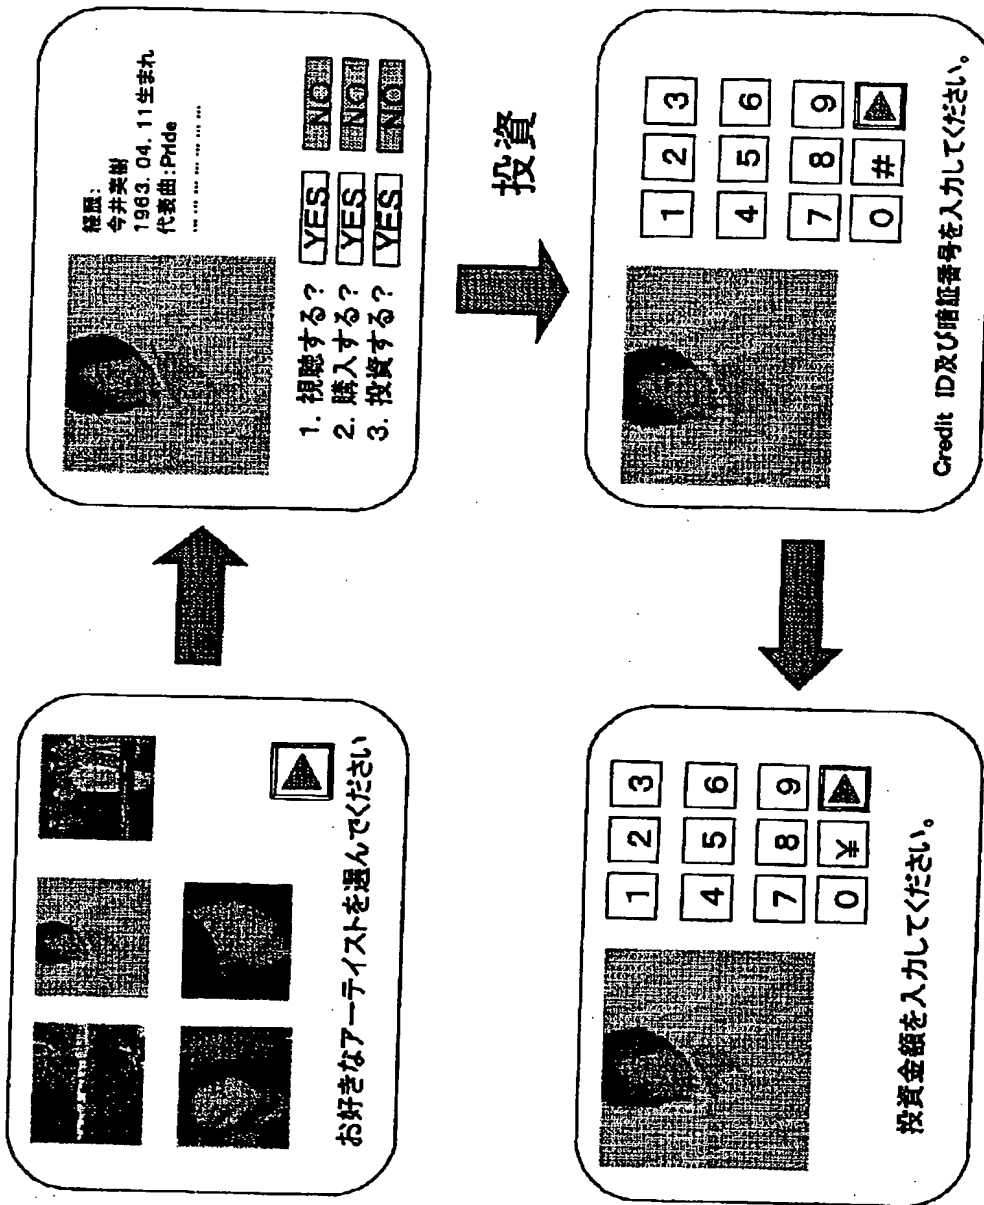 お好きなアーティストを選んでください
経歴:
今井美樹
1963. 04. 11生まれ
代表曲:Pride
... ... ... ... ... ...
1. 視聴する? YES NO
2. 購入する? YES NO
3. 投資する? YES NO
投資
1 2 3
4 5 6
7 8 9
0 #
Credit ID及び暗証番号を入力してください。
1 2 3
4 5 6
7 8 9
0 ¥
投資金額を入力してください。